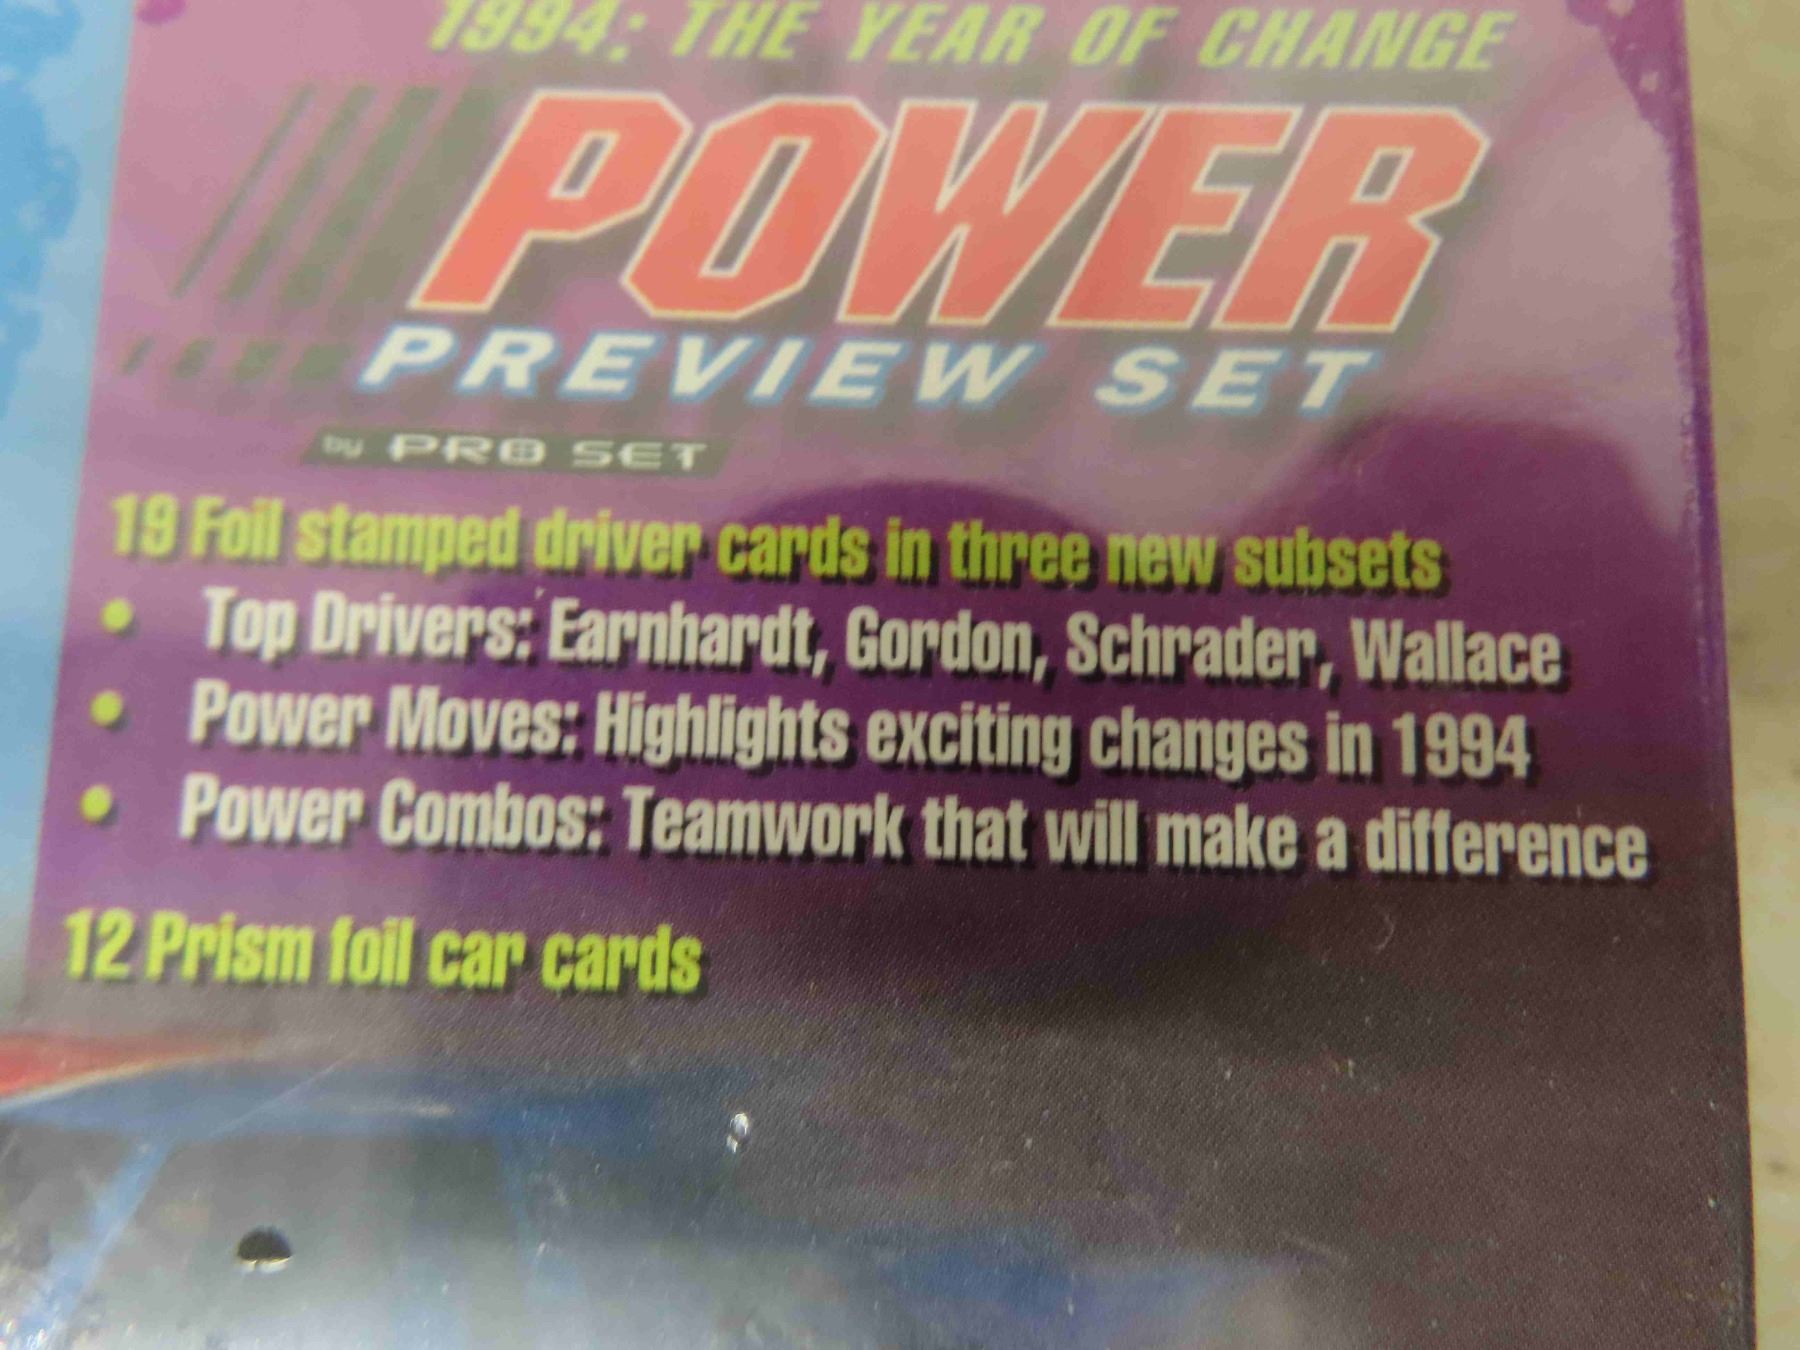 1994: THE YEAR OF CHANGE
POWER
PREVIEW SET
by PRO SET
19 Foil stamped driver cards in three new subsets
• Top Drivers: Earnhardt, Gordon, Schrader, Wallace
• Power Moves: Highlights exciting changes in 1994
• Power Combos: Teamwork that will make a difference
12 Prism foil car cards